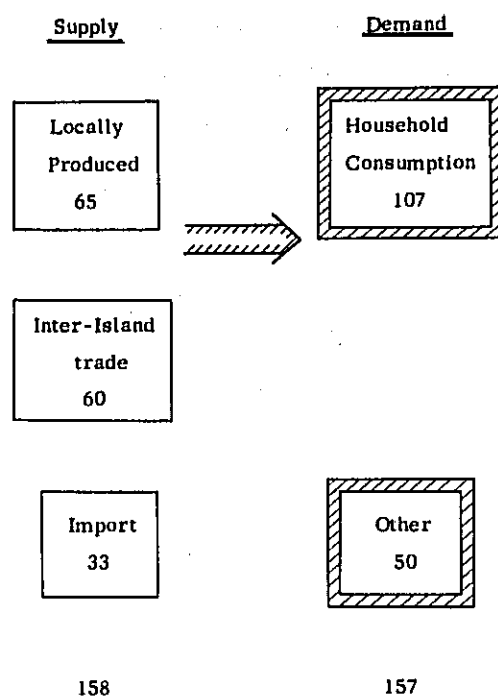 Supply
Demand
Locally
Produced
65
Household
Consumption
107
Inter-Island
trade
60
Import
33
Other
50
158
157